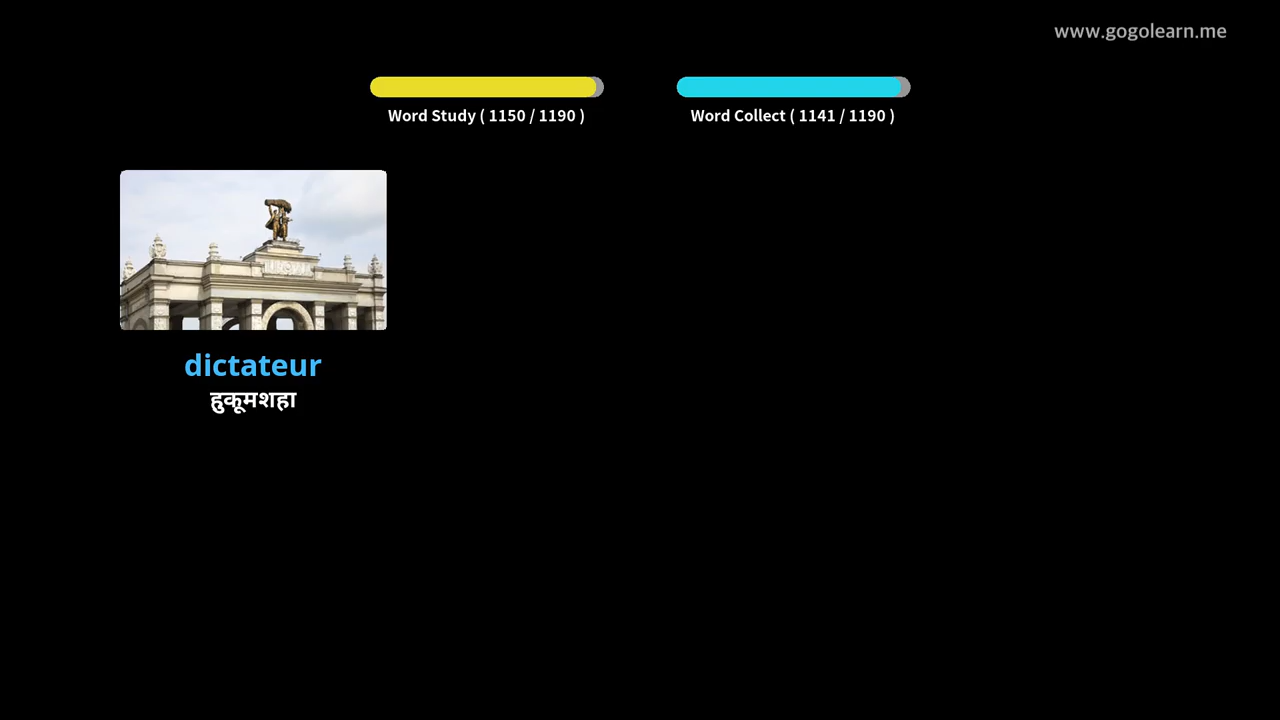 www.gogolearn.me
Word Study ( 1150 / 1190 )
Word Collect ( 1141 / 1190 )
dictateur
हुकूमशहा